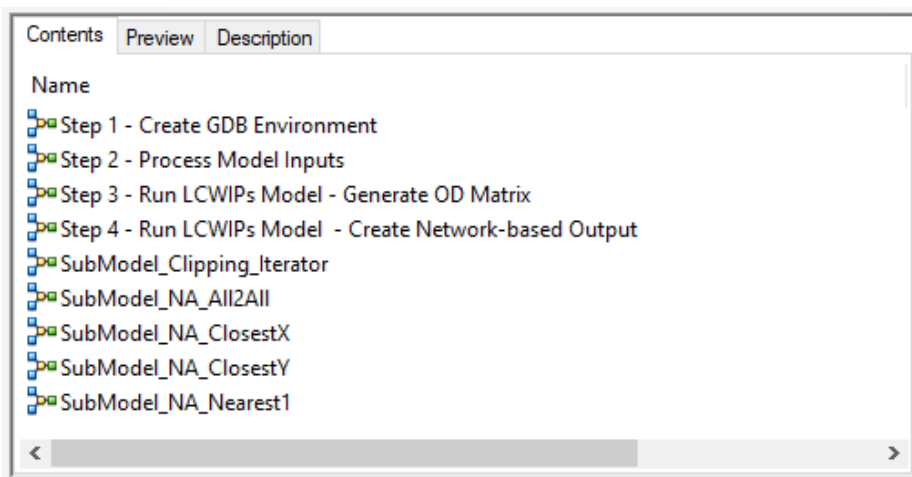 Contents Preview Description
Name
Step 1 - Create GDB Environment
Step 2 - Process Model Inputs
Step 3 - Run LCWIPs Model - Generate OD Matrix
Step 4 - Run LCWIPs Model  - Create Network-based Output
SubModel_Clipping_Iterator
SubModel_NA_All2All
SubModel_NA_ClosestX
SubModel_NA_ClosestY
SubModel_NA_Nearest1